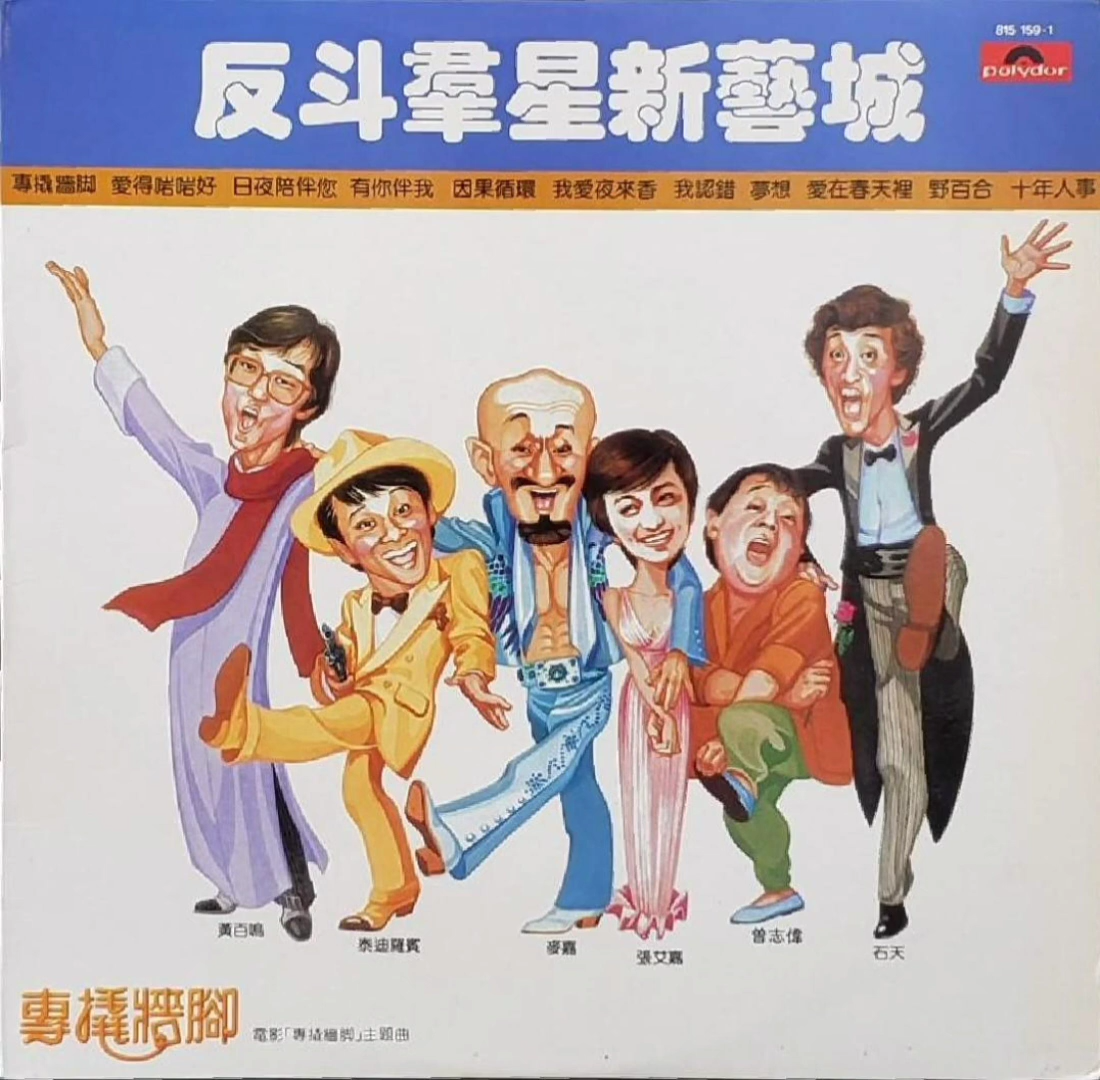 815 159-1
polydor
反斗羣星新藝城
專撬牆脚 愛得啱啱好 日夜陪伴您 有你伴我 因果循環 我愛夜來香 我認錯 夢想 愛在春天裡 野百合 十年人事
黃百鳴
泰迪羅賓
麥嘉
張艾嘉
曾志偉
石天
專撬牆腳
電影「專撬牆脚」主題曲